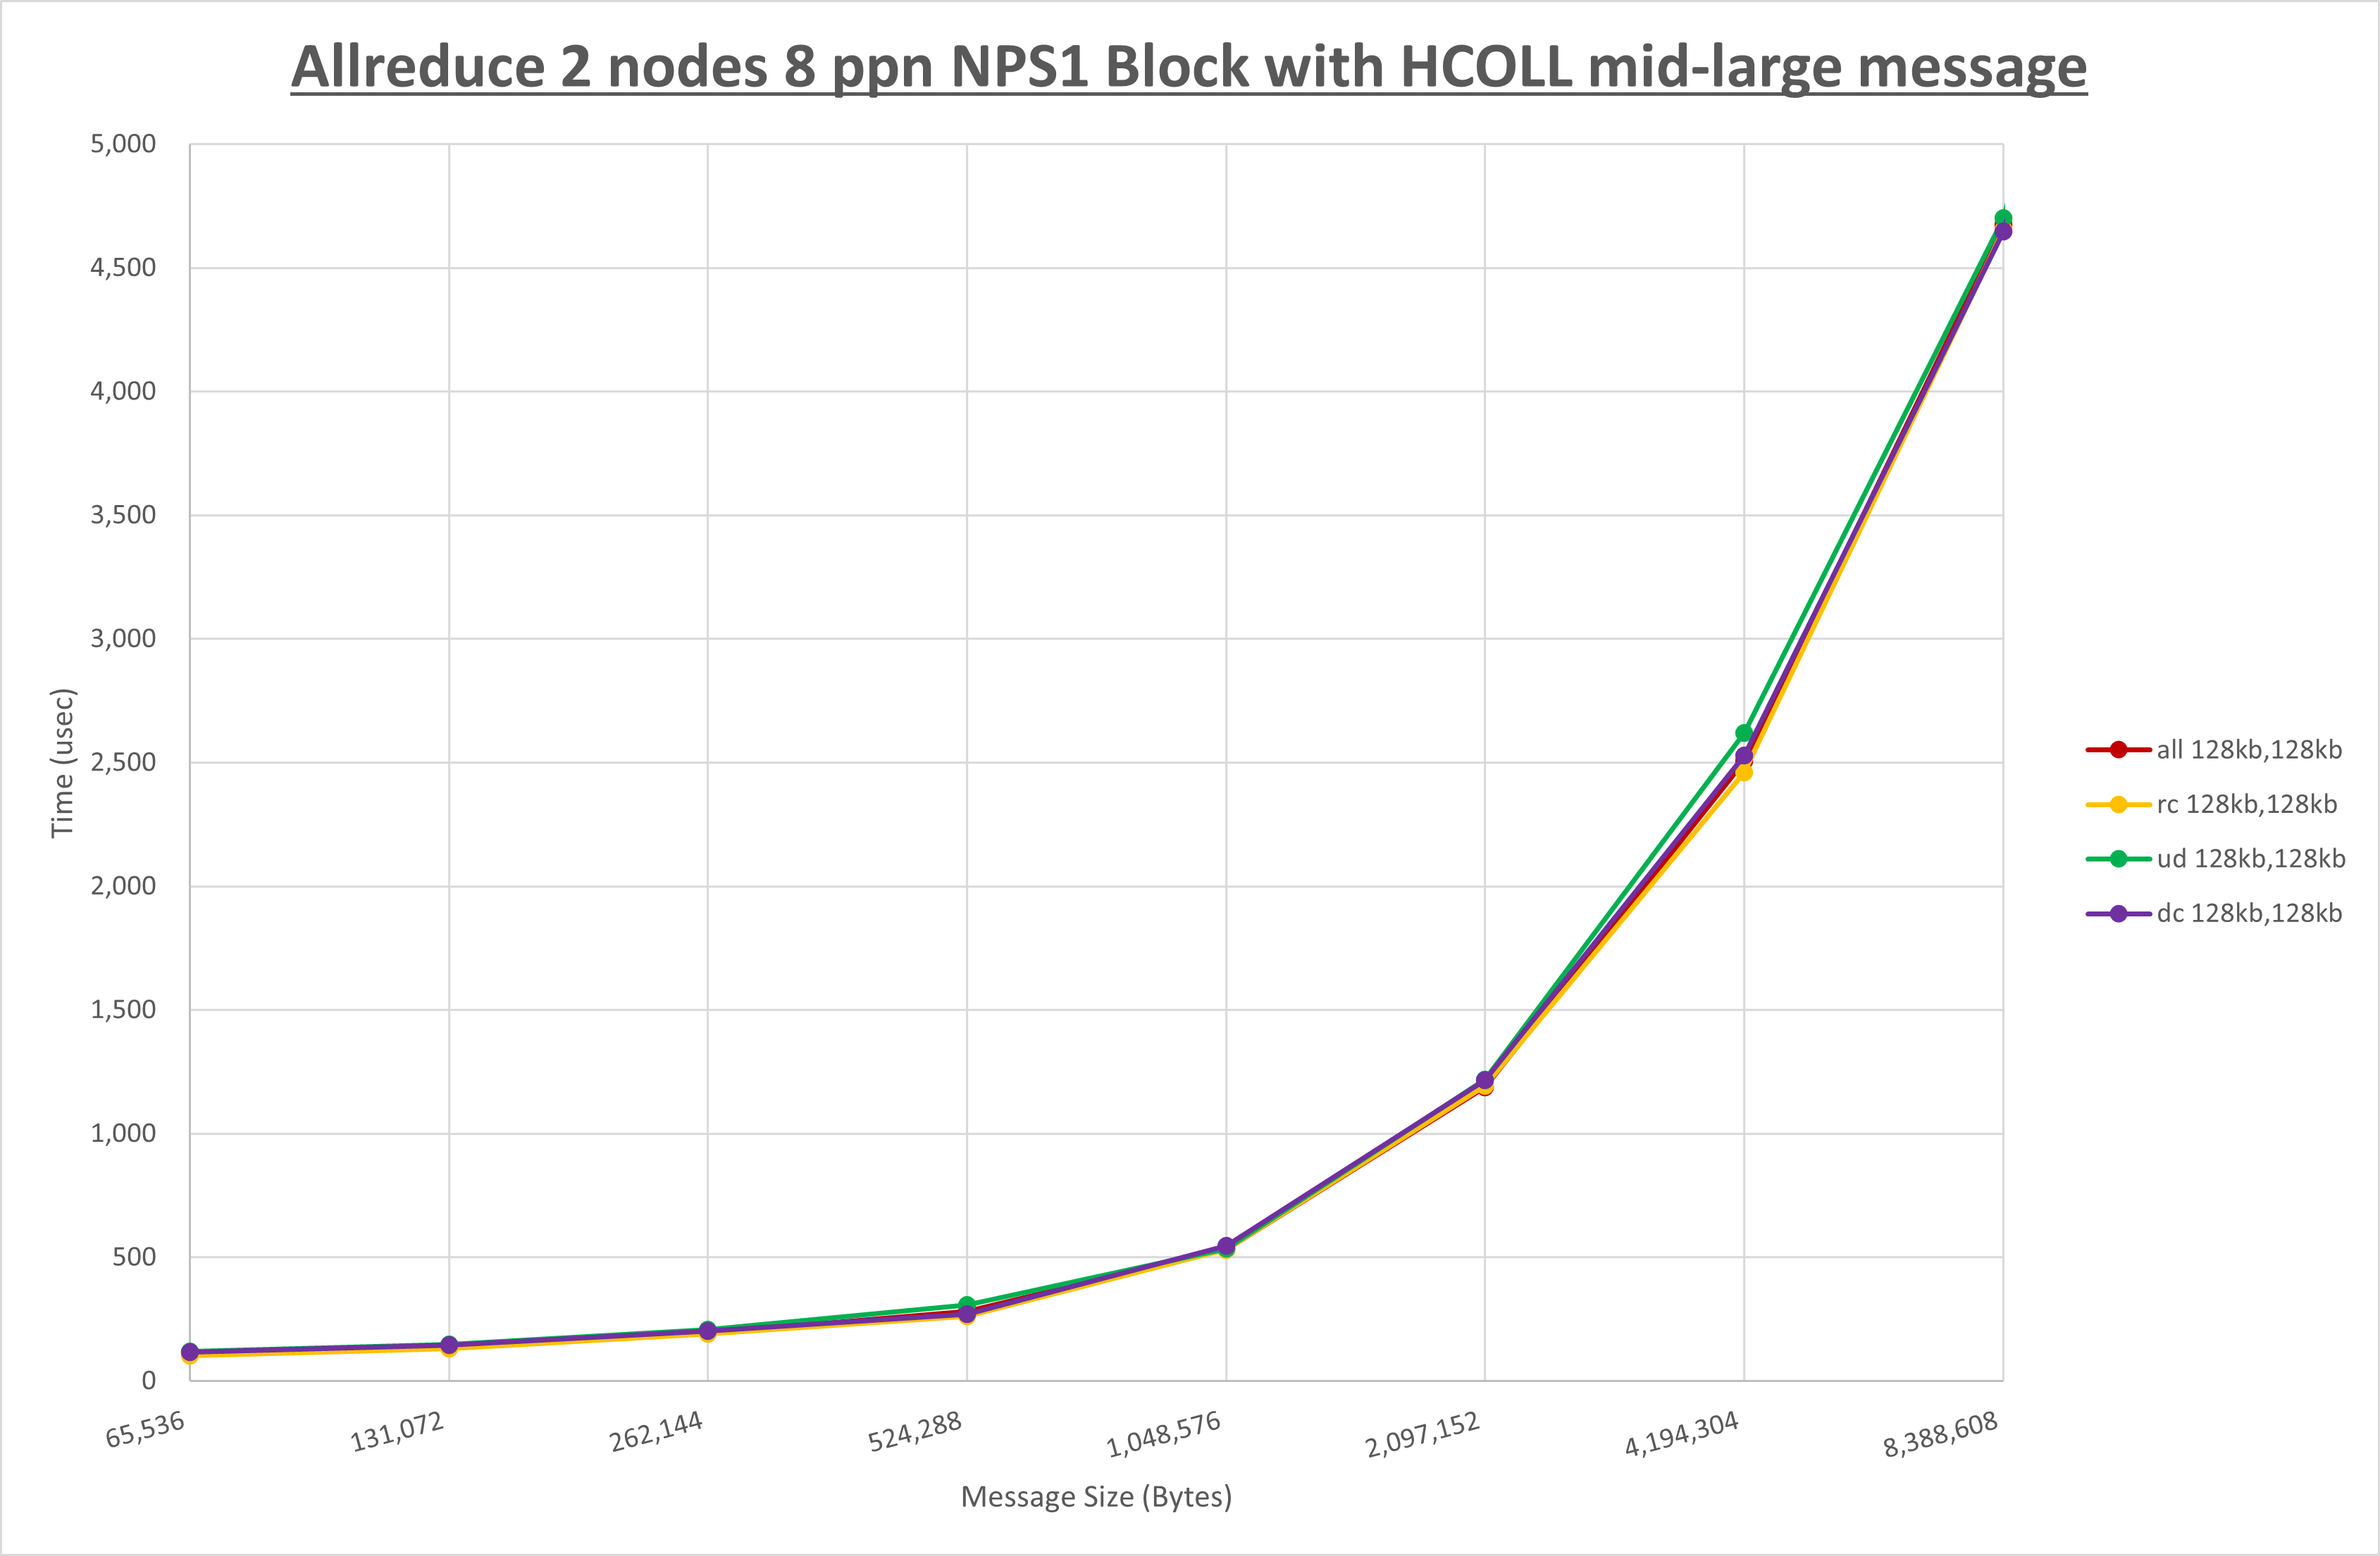 Allreduce 2 nodes 8 ppn NPS1 Block with HCOLL mid-large message
5,000
4,500
4,000
3,500
3,000
2,500
2,000
1,500
1,000
500
0
Time (usec)
65,536
131,072
262,144
524,288
1,048,576
2,097,152
4,194,304
8,388,608
Message Size (Bytes)
all 128kb,128kb
rc 128kb,128kb
ud 128kb,128kb
dc 128kb,128kb